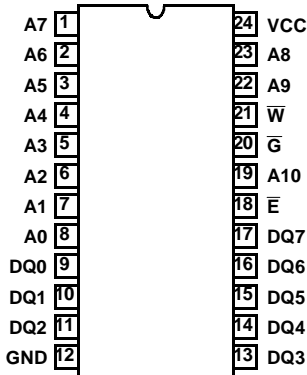 A7 1 24 VCC
A6 2 23 A8
A5 3 22 A9
A4 4 21 W̅
A3 5 20 G̅
A2 6 19 A10
A1 7 18 E̅
A0 8 17 DQ7
DQ0 9 16 DQ6
DQ1 10 15 DQ5
DQ2 11 14 DQ4
GND 12 13 DQ3